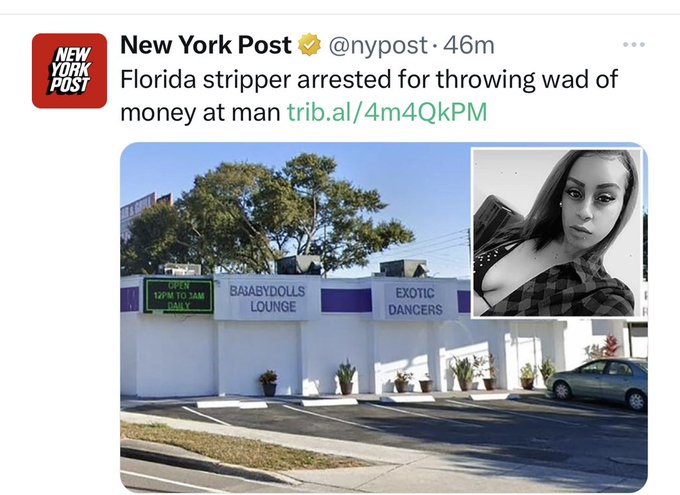 NEW
YORK
POST
New York Post @nypost · 46m
Florida stripper arrested for throwing wad of
money at man trib.al/4m4QkPM
OPEN
12PM TO 3AM
DAILY
BABABYDOLLS
LOUNGE
EXOTIC
DANCERS